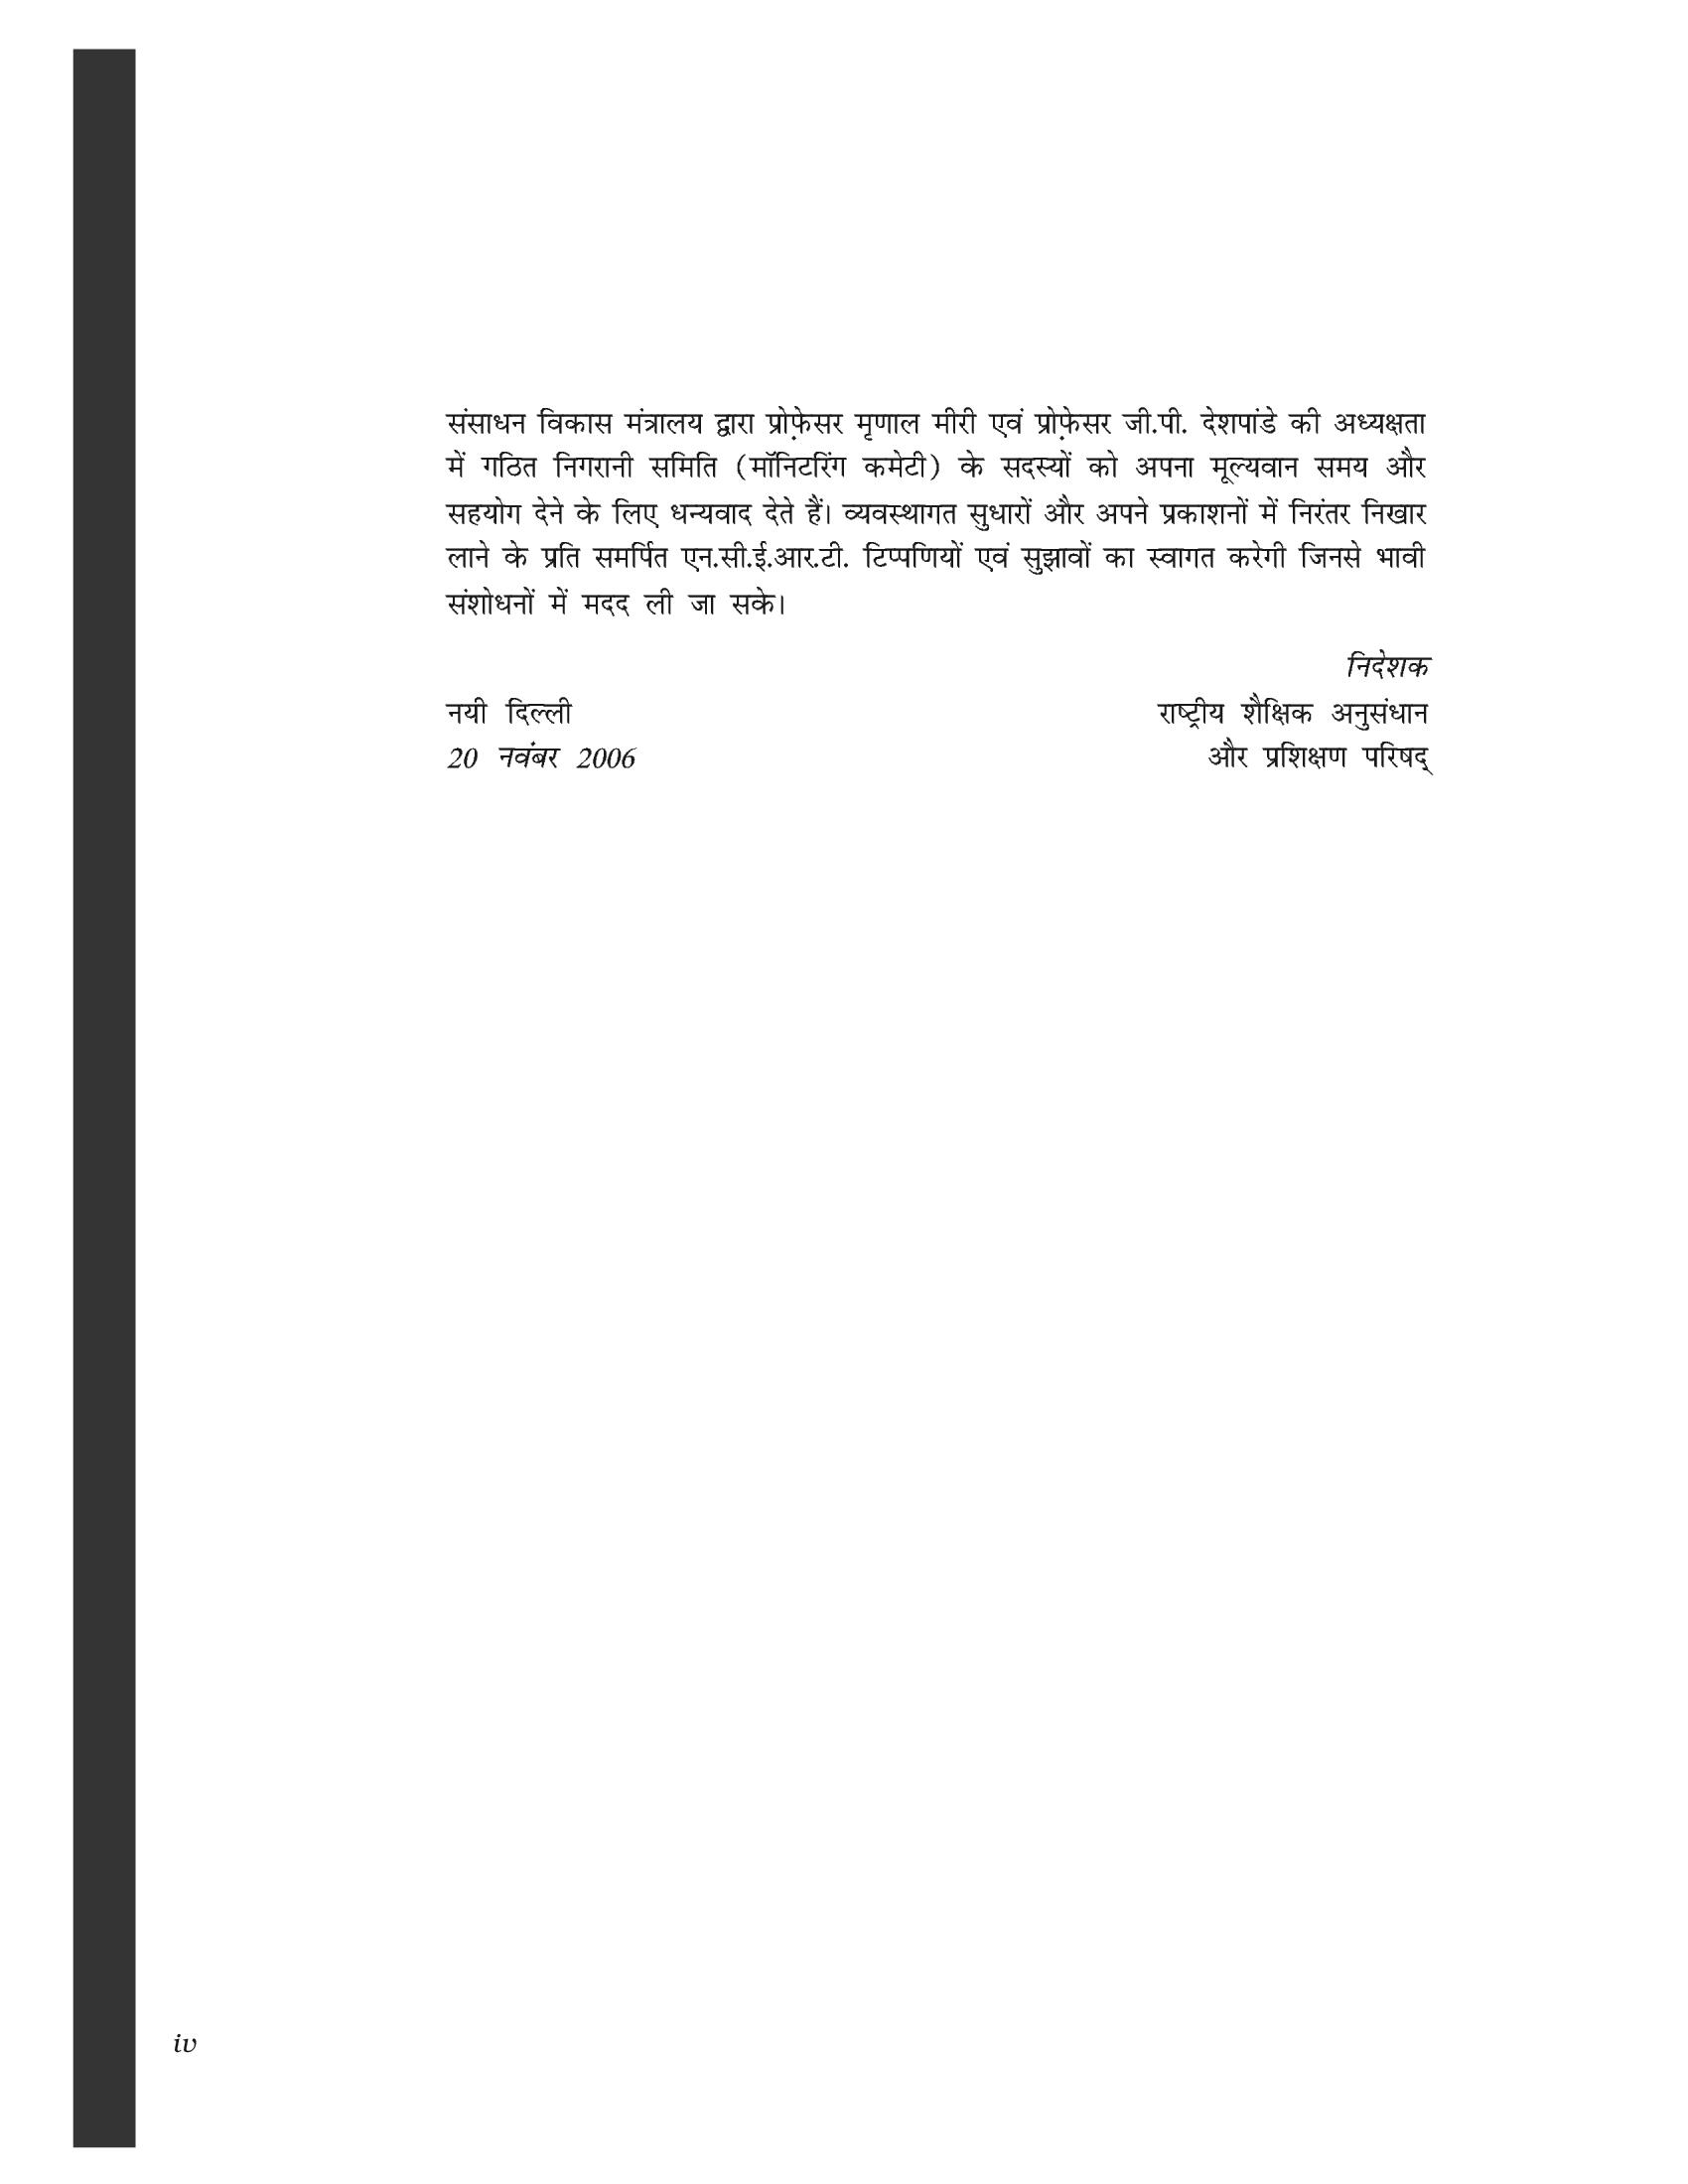 संसाधन विकास मंत्रालय द्वारा प्रोफ़ेसर मृणाल मीरी एवं प्रोफ़ेसर जी.पी. देशपांडे की अध्यक्षता
में गठित निगरानी समिति (मॉनिटरिंग कमेटी) के सदस्यों को अपना मूल्यवान समय और
सहयोग देने के लिए धन्यवाद देते हैं। व्यवस्थागत सुधारों और अपने प्रकाशनों में निरंतर निखार
लाने के प्रति समर्पित एन.सी.ई.आर.टी. टिप्पणियों एवं सुझावों का स्वागत करेगी जिनसे भावी
संशोधनों में मदद ली जा सके।
निदेशक
नयी दिल्ली राष्ट्रीय शैक्षिक अनुसंधान
20 नवंबर 2006 और प्रशिक्षण परिषद्
iv